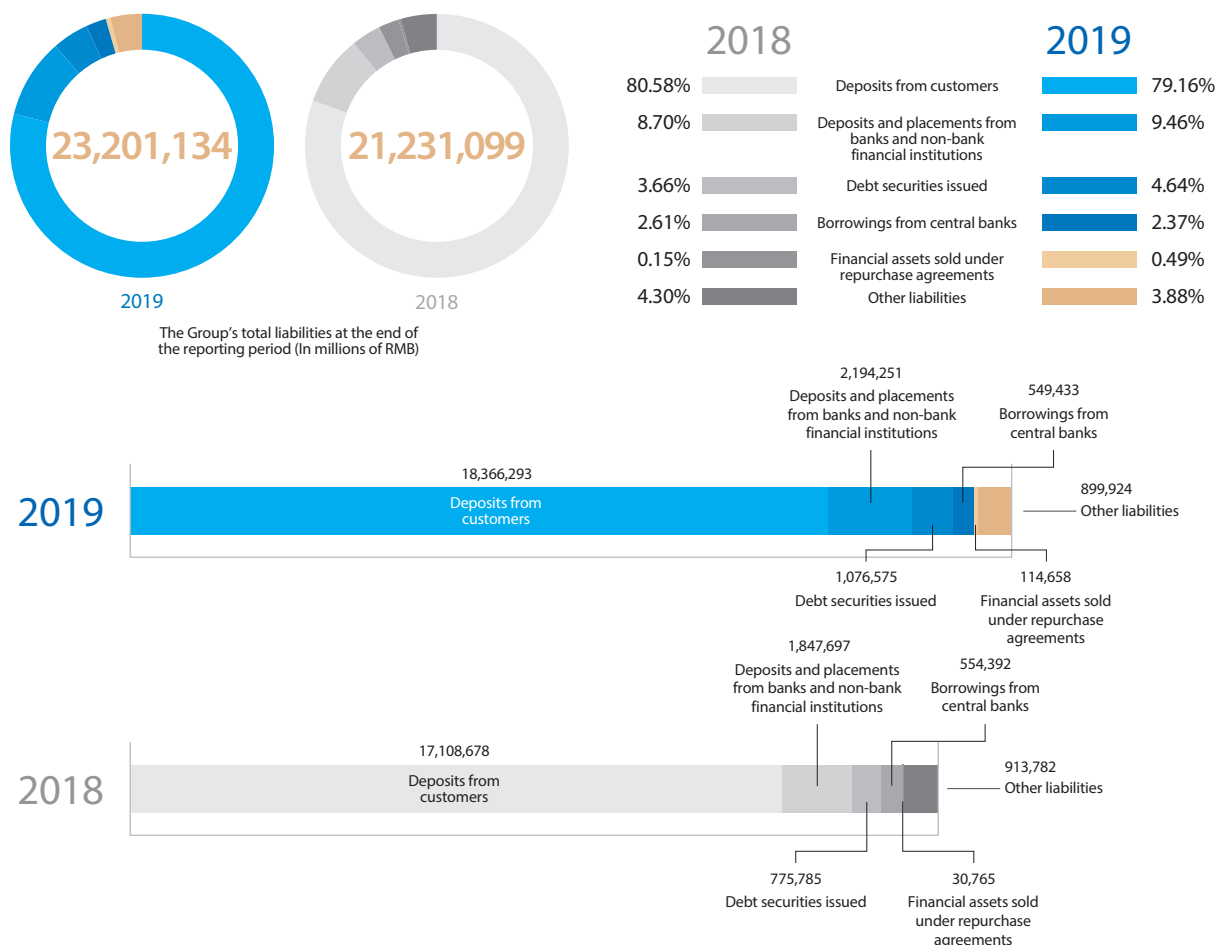 23,201,134
2019
21,231,099
2018
The Group’s total liabilities at the end of
the reporting period (In millions of RMB)
2018
2019
80.58%
Deposits from customers
79.16%
8.70%
Deposits and placements from
banks and non-bank
financial institutions
9.46%
3.66%
Debt securities issued
4.64%
2.61%
Borrowings from central banks
2.37%
0.15%
Financial assets sold under
repurchase agreements
0.49%
4.30%
Other liabilities
3.88%
2019
18,366,293
Deposits from
customers
2,194,251
Deposits and placements
from banks and non-bank
financial institutions
549,433
Borrowings from
central banks
899,924
Other liabilities
1,076,575
Debt securities issued
114,658
Financial assets sold
under repurchase
agreements
2018
17,108,678
Deposits from
customers
1,847,697
Deposits and placements
from banks and non-bank
financial institutions
554,392
Borrowings from
central banks
913,782
Other liabilities
775,785
Debt securities issued
30,765
Financial assets sold
under repurchase
agreements